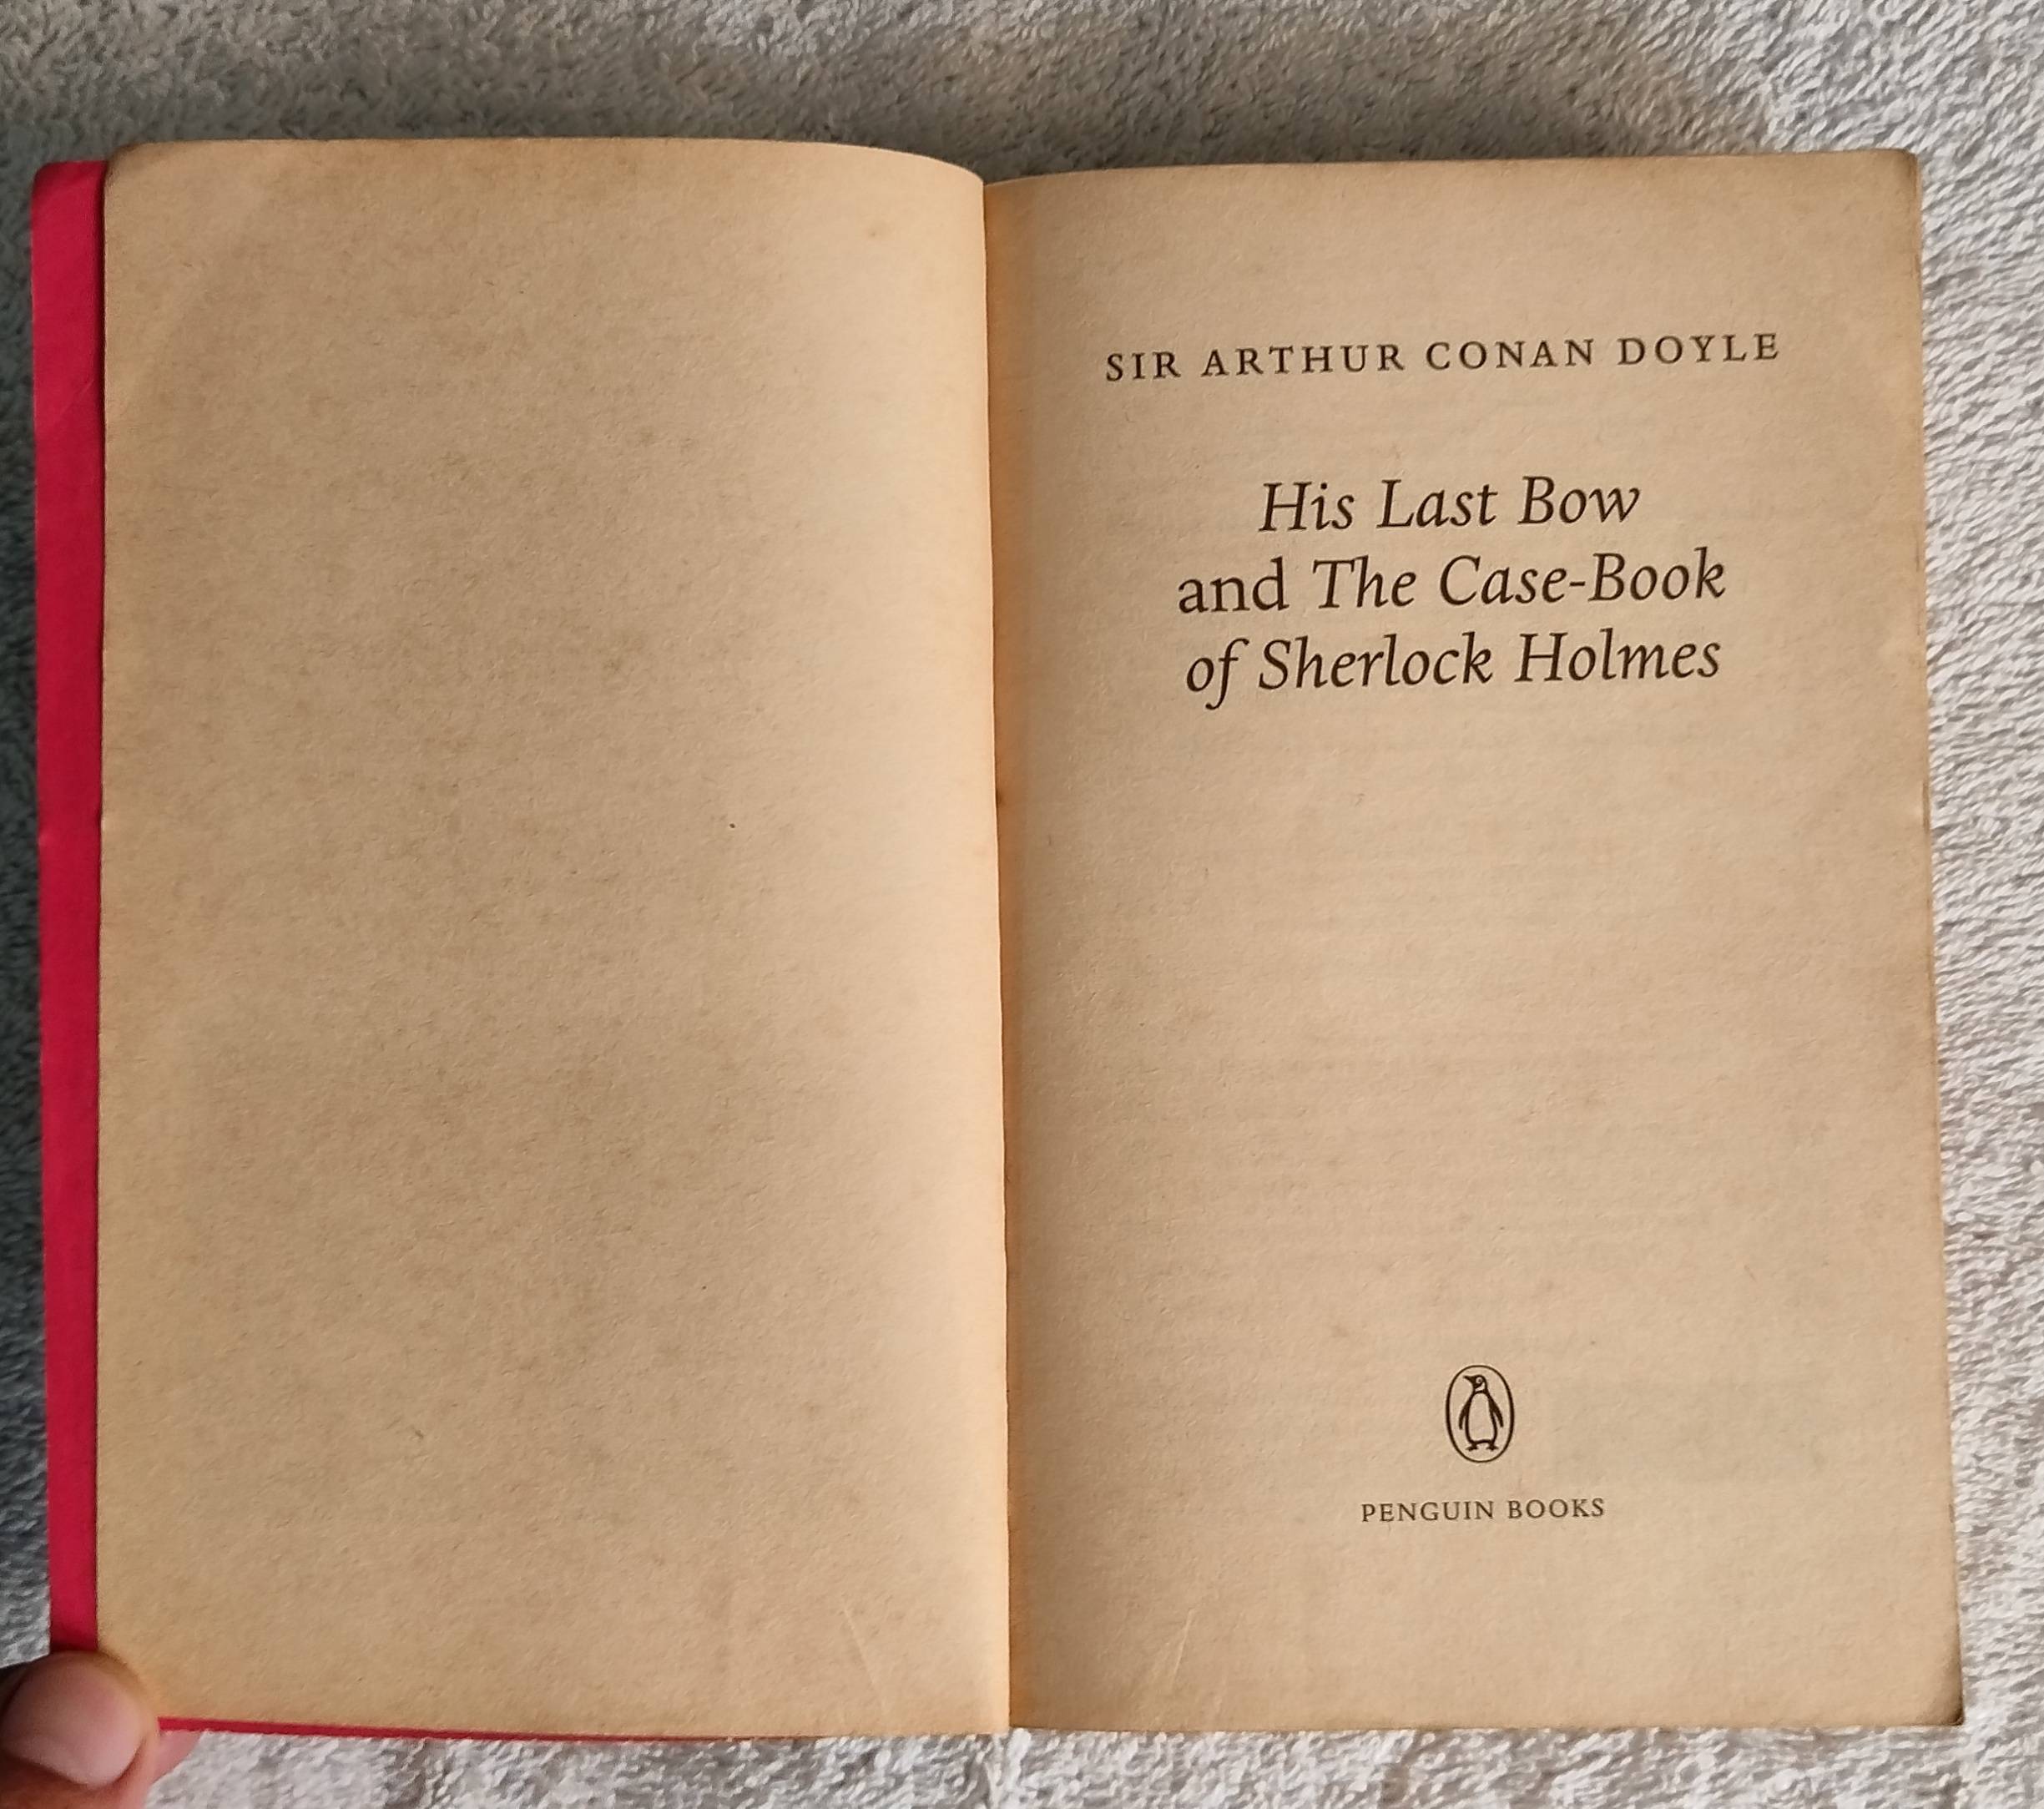 SIR ARTHUR CONAN DOYLE
His Last Bow
and The Case-Book
of Sherlock Holmes
PENGUIN BOOKS